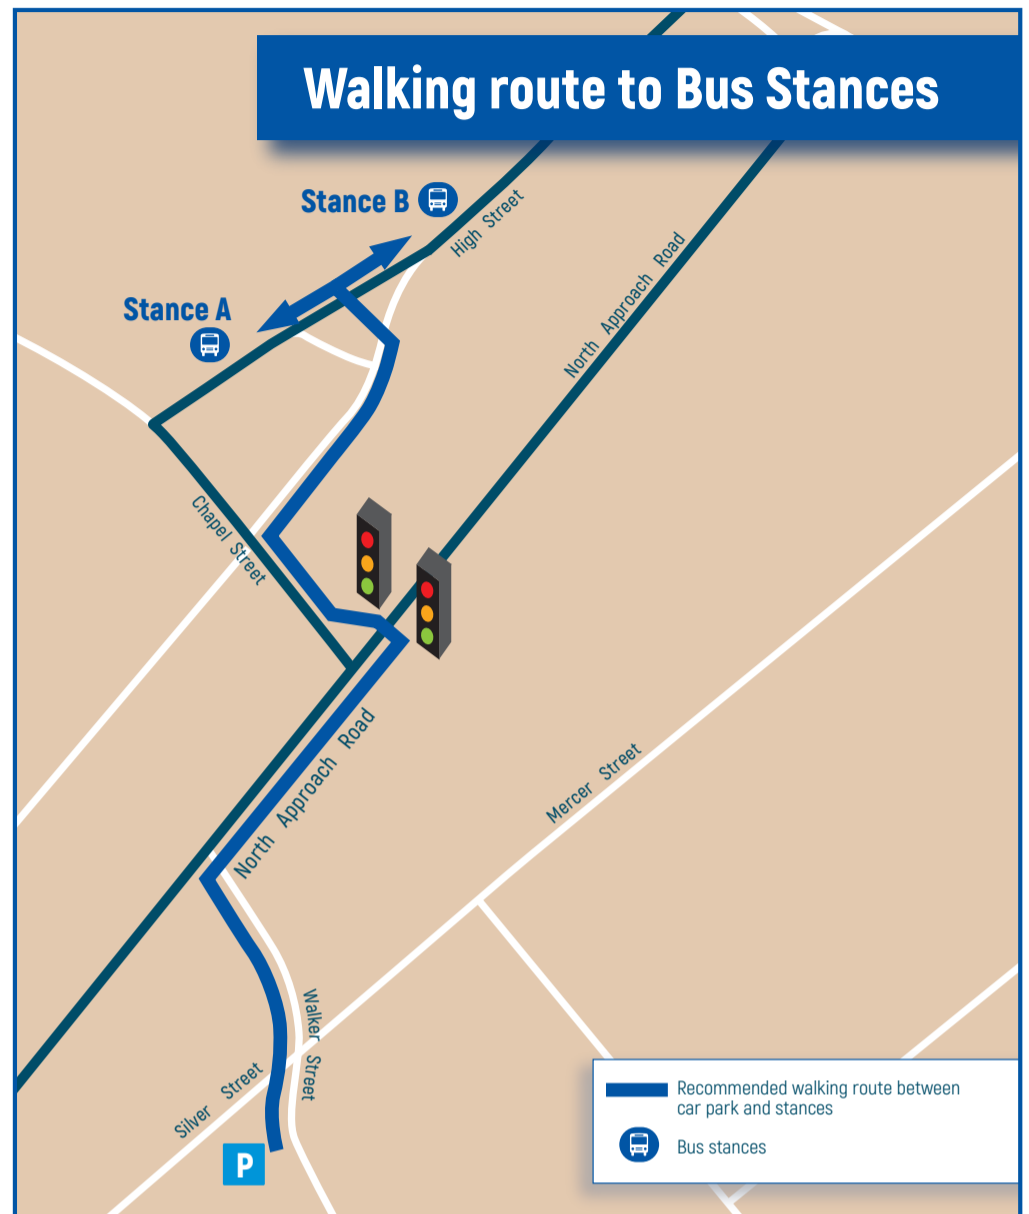 Walking route to Bus Stances
Stance B
High Street
Stance A
North Approach Road
Chapel Street
North Approach Road
Mercer Street
Walker Street
Silver Street
P
Recommended walking route between
car park and stances
Bus stances